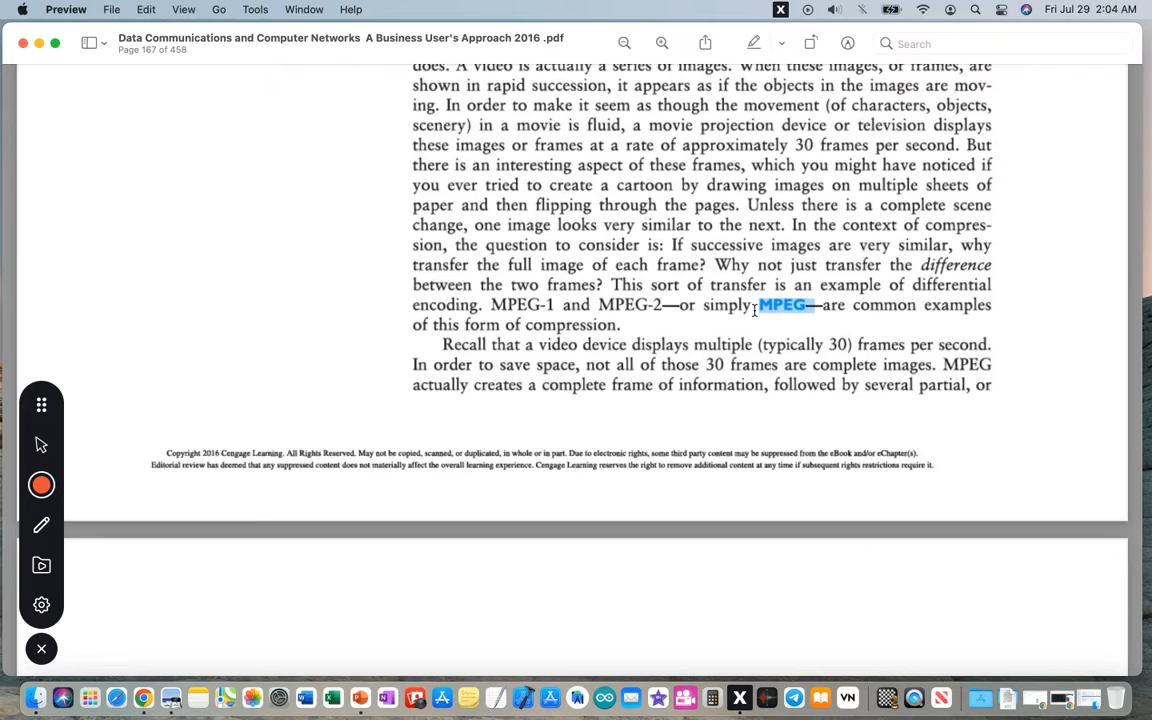 Preview File Edit View Go Tools Window Help X Fri Jul 29 2:04 AM
Data Communications and Computer Networks A Business User's Approach 2016 .pdf
Page 167 of 458
Search
does. A video is actually a series of images. When these images, or frames, are
shown in rapid succession, it appears as if the objects in the images are mov-
ing. In order to make it seem as though the movement (of characters, objects,
scenery) in a movie is fluid, a movie projection device or television displays
these images or frames at a rate of approximately 30 frames per second. But
there is an interesting aspect of these frames, which you might have noticed if
you ever tried to create a cartoon by drawing images on multiple sheets of
paper and then flipping through the pages. Unless there is a complete scene
change, one image looks very similar to the next. In the context of compres-
sion, the question to consider is: If successive images are very similar, why
transfer the full image of each frame? Why not just transfer the difference
between the two frames? This sort of transfer is an example of differential
encoding. MPEG-1 and MPEG-2—or simply MPEG—are common examples
of this form of compression.
Recall that a video device displays multiple (typically 30) frames per second.
In order to save space, not all of those 30 frames are complete images. MPEG
actually creates a complete frame of information, followed by several partial, or
Copyright 2016 Cengage Learning. All Rights Reserved. May not be copied, scanned, or duplicated, in whole or in part. Due to electronic rights, some third party content may be suppressed from the eBook and/or eChapter(s).
Editorial review has deemed that any suppressed content does not materially affect the overall learning experience. Cengage Learning reserves the right to remove additional content at any time if subsequent rights restrictions require it.
VN